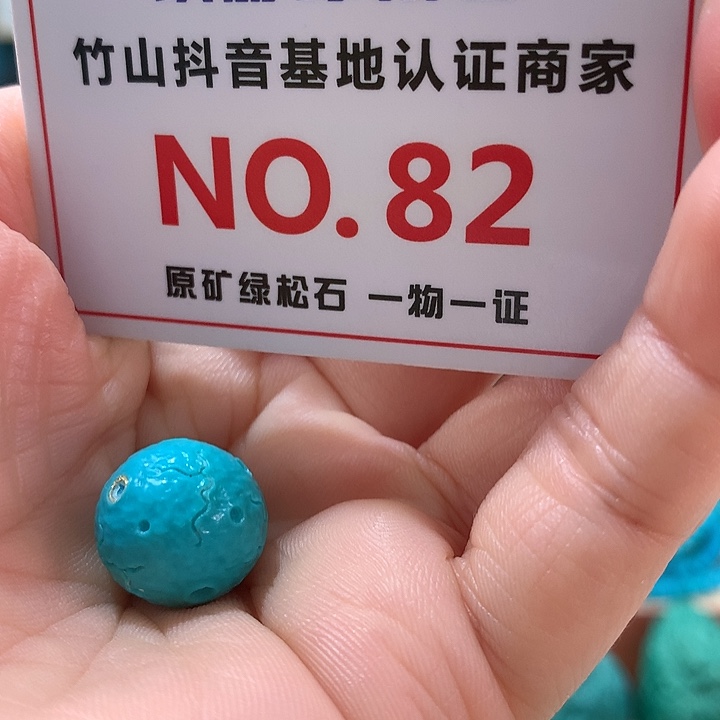 竹山抖音基地认证商家
NO. 82
原矿绿松石 一物一证